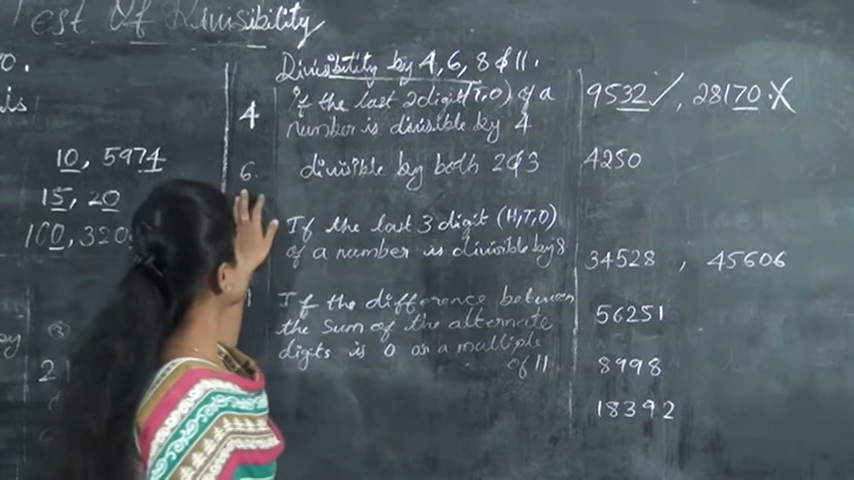 Test Of Divisibility
Divisibility by 4, 6, 8 & 11.
4
If the last 2 digit (T,O) of a
number is divisible by 4
9532 ✓, 28170. X
6.
divisible by both 2 & 3
4250
If the last 3 digit (H,T,O)
of a number is divisible by 8
34528 , 45606
If the difference between
the sum of the alternate
digits is 0 or a multiple
of 11
56251
8998
18392
10, 5974
15, 20
100, 320
2